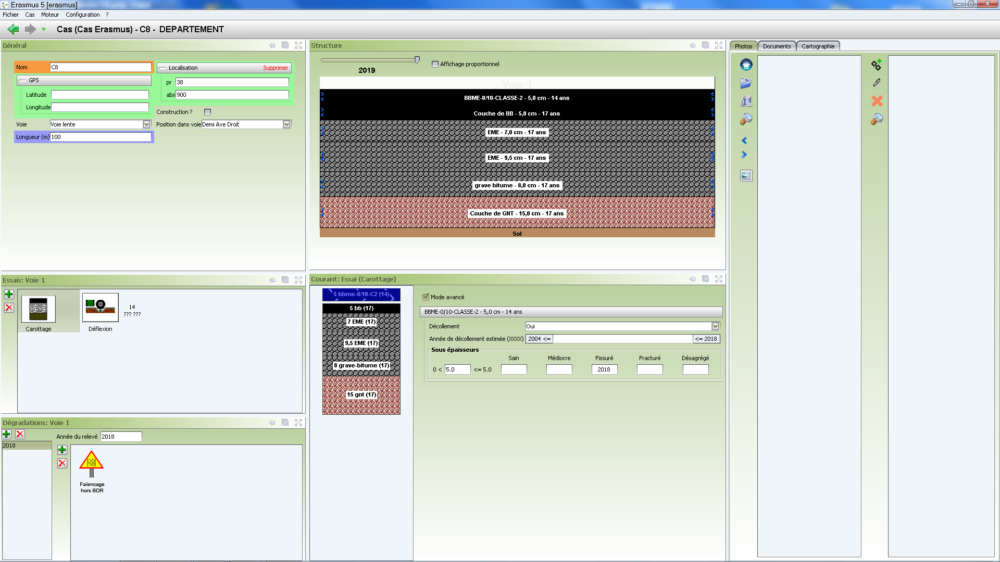 Erasmus 5 [erasmus]
Fichier Cas Moteur Configuration ?
Cas (Cas Erasmus) - C8 - DEPARTEMENT
Général
Nom C8
GPS
Latitude
Longitude
Localisation Supprimer
pr 38
abs 900
Construction ?
Voie Voie lente
Position dans voie Demi Axe Droit
Longueur (m) 100
Structure
2019
Affichage proportionnel
Voie 1
BBME-0/10-CLASSE-2 - 5,0 cm - 14 ans
Couche de BB - 5,0 cm - 17 ans
EME - 7,0 cm - 17 ans
EME - 9,5 cm - 17 ans
grave bitume - 8,0 cm - 17 ans
Couche de GNT - 15,0 cm - 17 ans
Sol
Photos Documents Cartographie
Essais: Voie 1
Carottage
14
??? ???
Déflexion
Courant: Essai (Carottage)
5 bbme-0/10-C2 (14)
5 bb (17)
7 EME (17)
9,5 EME (17)
8 grave-bitume (17)
15 gnt (17)
Mode avancé
BBME-0/10-CLASSE-2 - 5,0 cm - 14 ans
Décollement Oui
Année de décollement estimée (XXXX) 2004 <= <= 2018
Sous épaisseurs
Sain Médiocre Fissuré Fracturé Désagrégé
0 < 5.0 <= 5.0 2018
Dégradations: Voie 1
Année du relevé 2018
2018
Faïencage
hors BDR